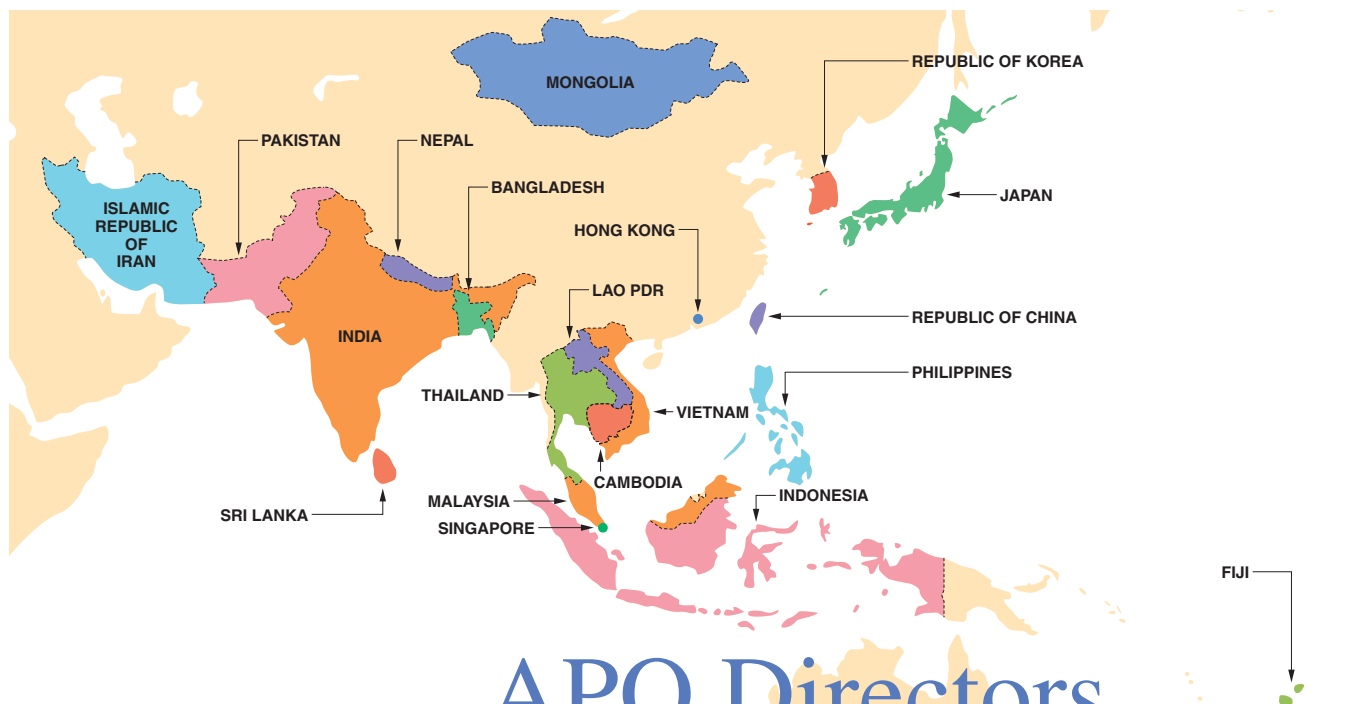 REPUBLIC OF KOREA
MONGOLIA
PAKISTAN
NEPAL
BANGLADESH
JAPAN
ISLAMIC
REPUBLIC
OF
IRAN
HONG KONG
LAO PDR
REPUBLIC OF CHINA
INDIA
PHILIPPINES
THAILAND
VIETNAM
CAMBODIA
INDONESIA
MALAYSIA
SRI LANKA
SINGAPORE
FIJI
APO Directors